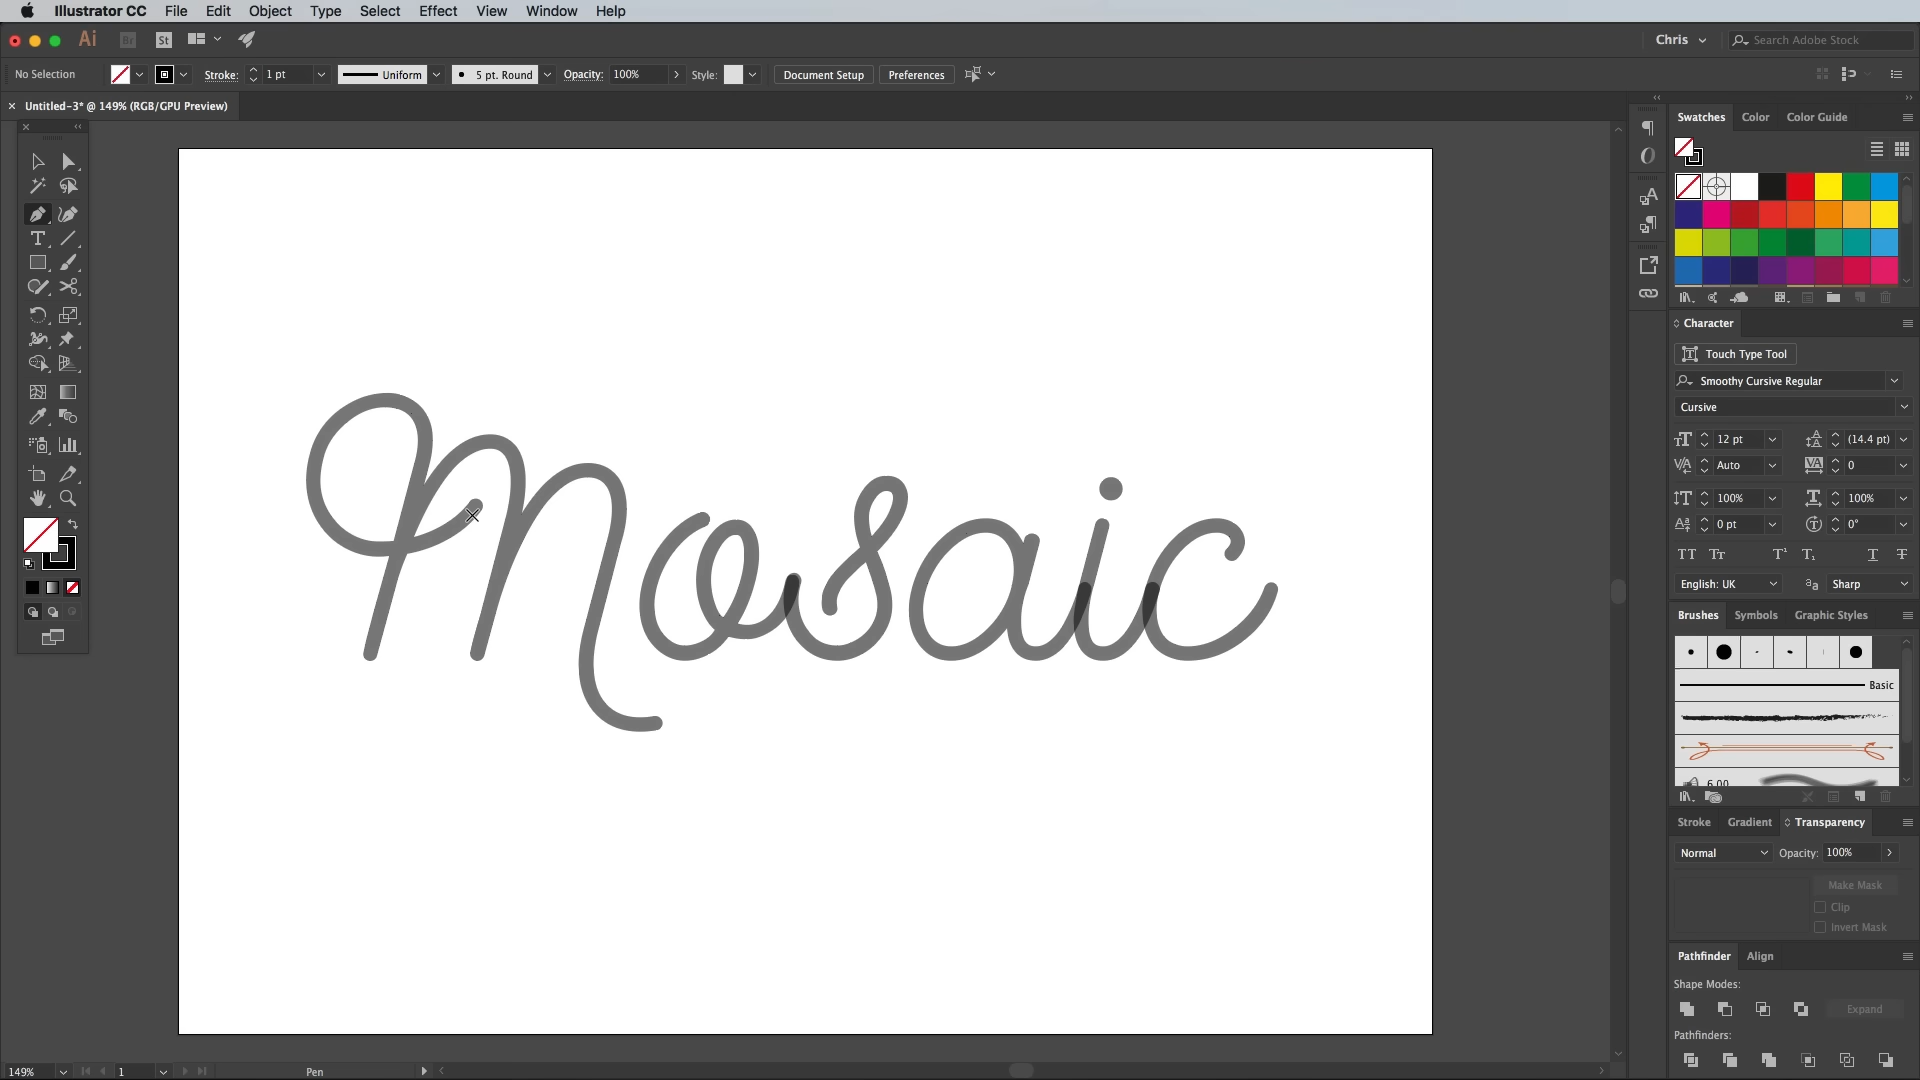 Illustrator CC File Edit Object Type Select Effect View Window Help
Ai Br St Chris Search Adobe Stock
No Selection Stroke: 1 pt Uniform 5 pt. Round Opacity: 100% Style: Document Setup Preferences
Untitled-3* @ 149% (RGB/GPU Preview)
Swatches Color Color Guide
Character
Touch Type Tool
Smoothy Cursive Regular
Cursive
12 pt (14.4 pt)
Auto 0
100% 100%
0 pt 0°
English: UK Sharp
Brushes Symbols Graphic Styles
Basic
6.00
Stroke Gradient Transparency
Normal Opacity: 100%
Make Mask
Clip
Invert Mask
Pathfinder Align
Shape Modes:
Expand
Pathfinders:
Mosaic
149% 1 Pen